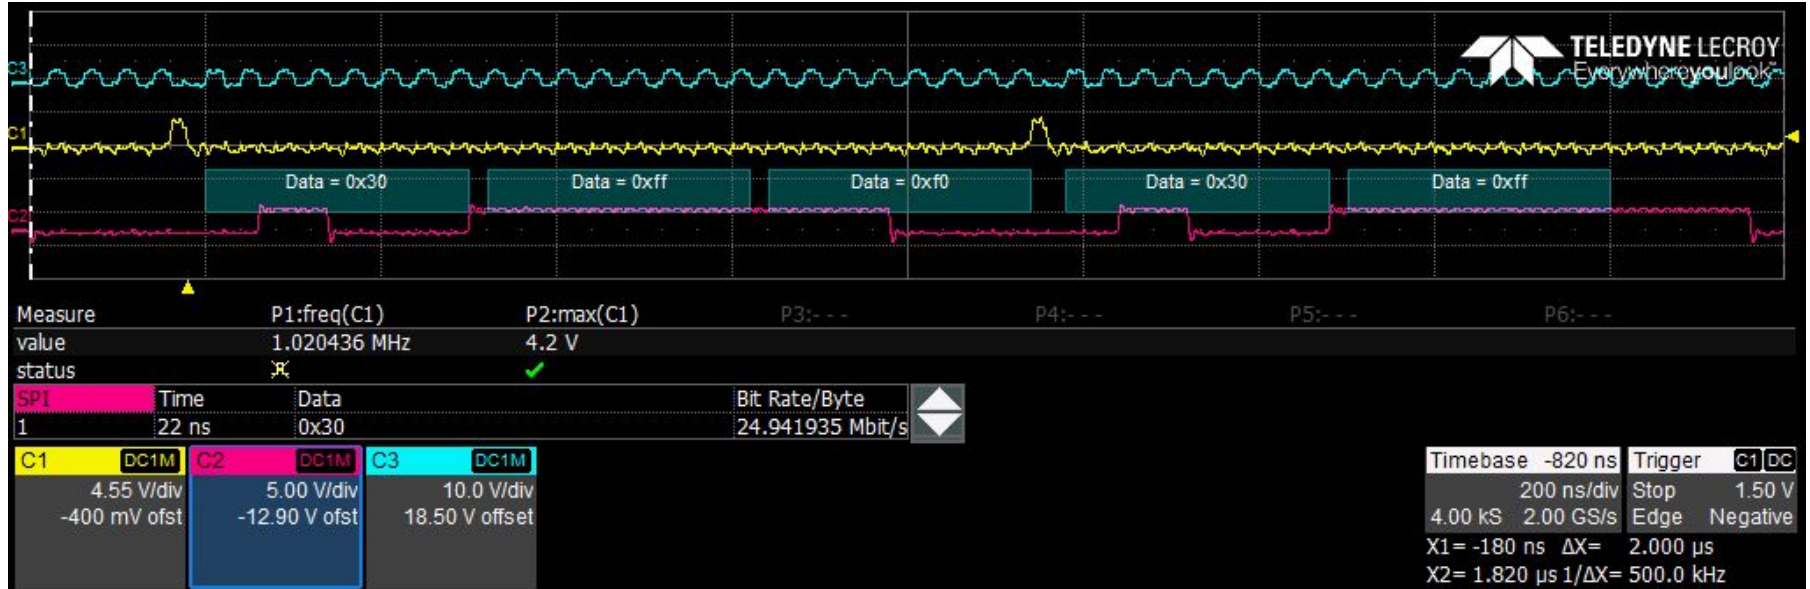 TELEDYNE LECROY
Everywhereyoulook™
C3
C1
Data = 0x30 Data = 0xff Data = 0xf0 Data = 0x30 Data = 0xff
C2
Measure P1:freq(C1) P2:max(C1) P3:- - - P4:- - - P5:- - - P6:- - -
value 1.020436 MHz 4.2 V
status
SPI Time Data Bit Rate/Byte
1 22 ns 0x30 24.941935 Mbit/s
C1 DC1M C2 DC1M C3 DC1M Timebase -820 ns Trigger C1 DC
4.55 V/div 5.00 V/div 10.0 V/div 200 ns/div Stop 1.50 V
-400 mV ofst -12.90 V ofst 18.50 V offset 4.00 kS 2.00 GS/s Edge Negative
X1= -180 ns ΔX= 2.000 µs
X2= 1.820 µs 1/ΔX= 500.0 kHz